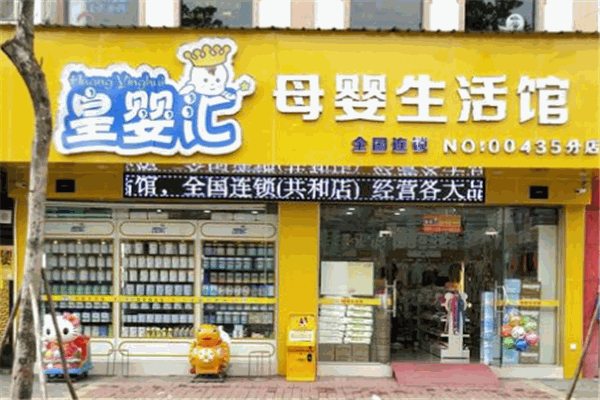 Huang Yinghui
皇婴汇
母婴生活馆
全国连锁 NO:00435分店
馆，全国连锁(共和店) 经营各大品